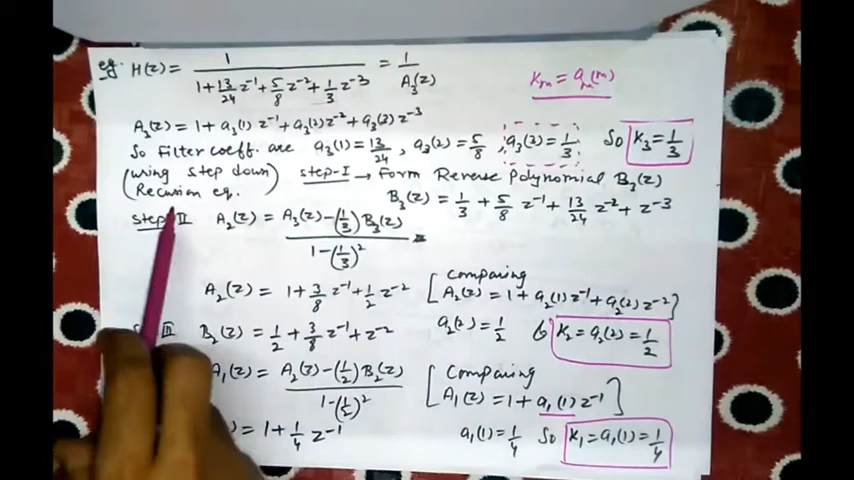 eg. H(z) = 1 / (1+13/24 z^-1 + 5/8 z^-2 + 1/3 z^-3) = 1 / A3(z)
Km = am(m)
A3(z) = 1 + a3(1) z^-1 + a3(2) z^-2 + a3(3) z^-3
So Filter coeff. are a3(1) = 13/24 , a3(2) = 5/8 , a3(3) = 1/3 So K3 = 1/3
(using step down Recursion eq.)
step-I → Form Reverse Polynomial B3(z)
B3(z) = 1/3 + 5/8 z^-1 + 13/24 z^-2 + z^-3
step II A2(z) = (A3(z) - (1/3) B3(z)) / (1 - (1/3)^2)
A2(z) = 1 + 3/8 z^-1 + 1/2 z^-2
[comparing
A2(z) = 1 + a2(1) z^-1 + a2(2) z^-2]
a2(2) = 1/2 K2 = a2(2) = 1/2
III B2(z) = 1/2 + 3/8 z^-1 + z^-2
A1(z) = (A2(z) - (1/2) B2(z)) / (1 - (1/2)^2)
[comparing
A1(z) = 1 + a1(1) z^-1]
= 1 + 1/4 z^-1
a1(1) = 1/4 So K1 = a1(1) = 1/4